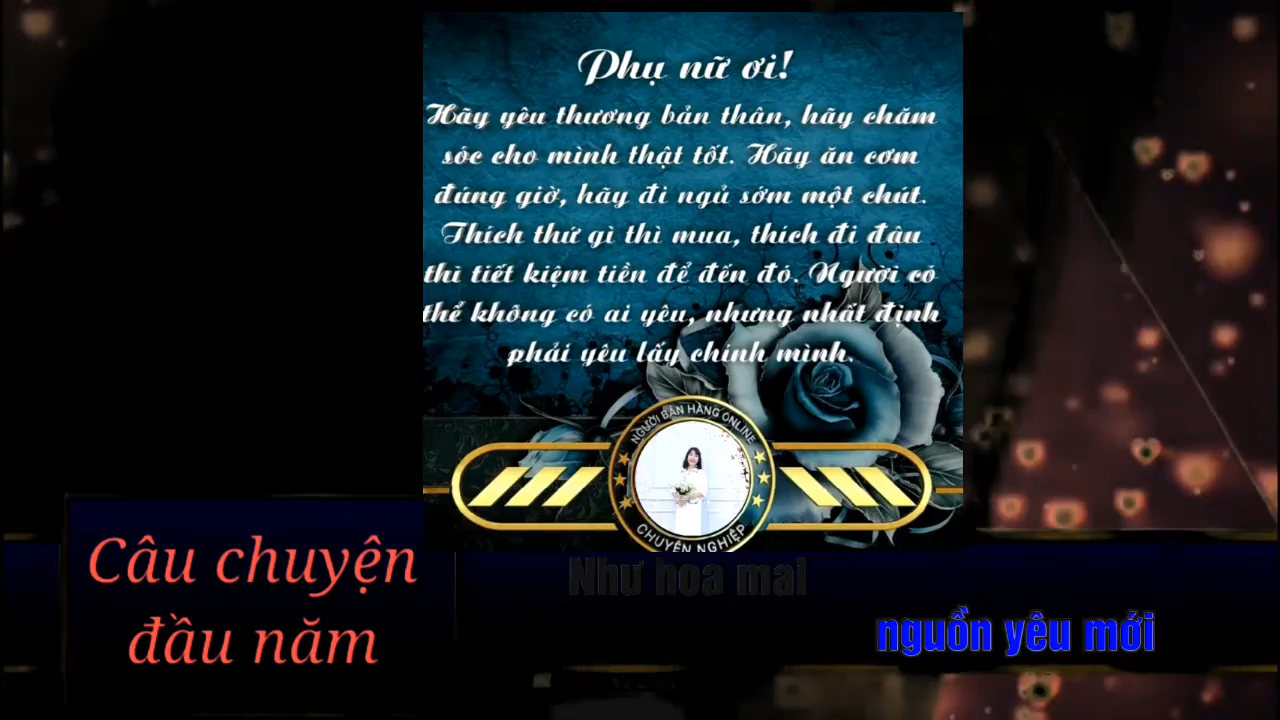 Phụ nữ ơi!
Hãy yêu thương bản thân, hãy chăm
sóc cho mình thật tốt. Hãy ăn cơm
đúng giờ, hãy đi ngủ sớm một chút.
Thích thứ gì thì mua, thích đi đâu
thì tiết kiệm tiền để đến đó. Người có
thể không có ai yêu, nhưng nhất định
phải yêu lấy chính mình.
NGƯỜI BÁN HÀNG ONLINE
CHUYÊN NGHIỆP
Câu chuyện
đầu năm
Như hoa mai
nguồn yêu mới